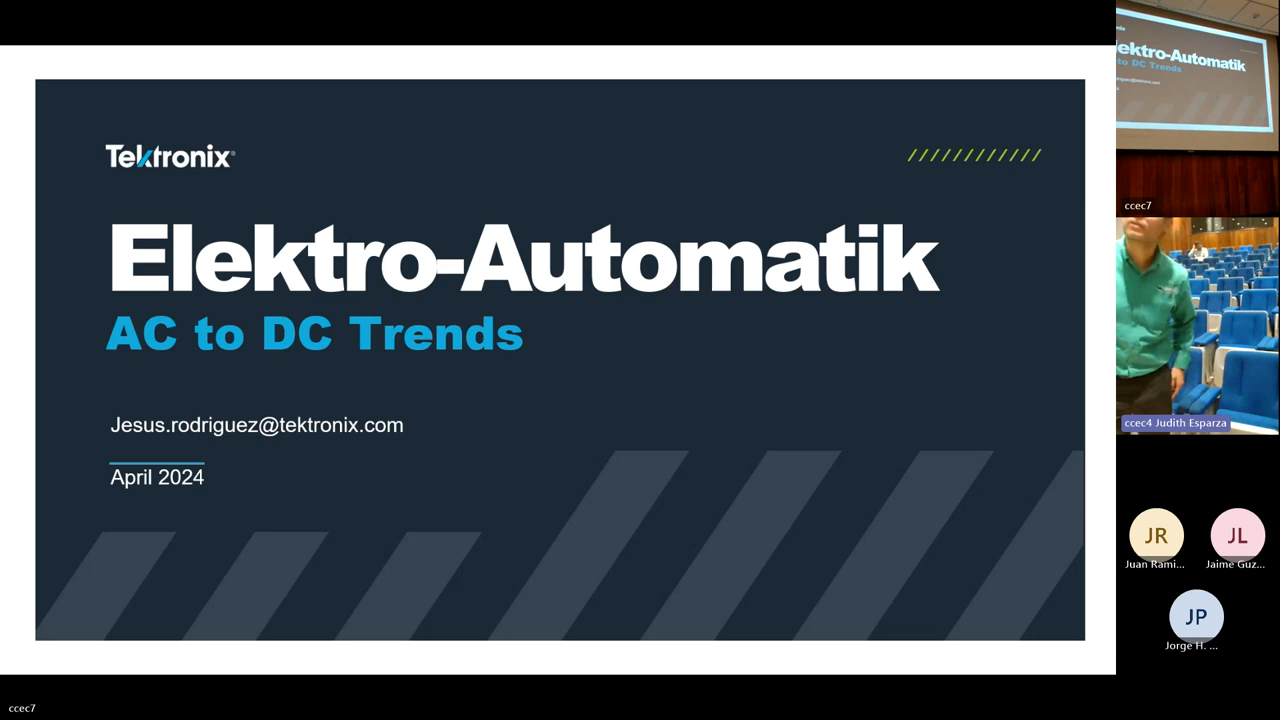 Tektronix
Elektro-Automatik
AC to DC Trends
Jesus.rodriguez@tektronix.com
April 2024
ektro-Automatik
to DC Trends
ccec7
ccec4 Judith Esparza
JR
JL
Juan Rami...
Jaime Guz...
JP
Jorge H. ...
ccec7